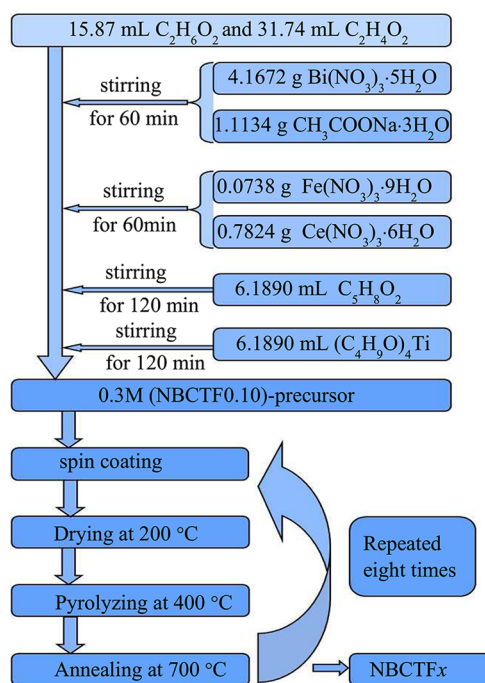 15.87 mL C₂H₆O₂ and 31.74 mL C₂H₄O₂
stirring
for 60 min
4.1672 g Bi(NO₃)₃·5H₂O
1.1134 g CH₃COONa·3H₂O
stirring
for 60min
0.0738 g Fe(NO₃)₃·9H₂O
0.7824 g Ce(NO₃)₃·6H₂O
stirring
for 120 min
6.1890 mL C₅H₈O₂
stirring
for 120 min
6.1890 mL (C₄H₉O)₄Ti
0.3M (NBCTF0.10)-precursor
spin coating
Drying at 200 °C
Pyrolyzing at 400 °C
Annealing at 700 °C
Repeated
eight times
NBCTFx